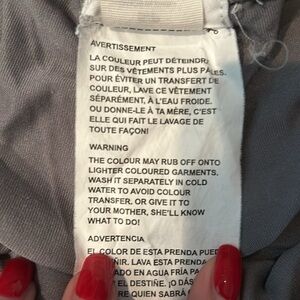 AVERTISSEMENT
LA COULEUR PEUT DÉTEINDRE
SUR DES VÊTEMENTS PLUS PÂLES.
POUR ÉVITER UN TRANSFERT DE
COULEUR, LAVE CE VÊTEMENT
SÉPARÉMENT, À L'EAU FROIDE.
OU DONNE-LE À TA MÈRE, C'EST
ELLE QUI FAIT LE LAVAGE DE
TOUTE FAÇON!
WARNING
THE COLOUR MAY RUB OFF ONTO
LIGHTER COLOURED GARMENTS.
WASH IT SEPARATELY IN COLD
WATER TO AVOID COLOUR
TRANSFER, OR GIVE IT TO
YOUR MOTHER, SHE'LL KNOW
WHAT TO DO!
ADVERTENCIA
EL COLOR DE ESTA PRENDA
LAVA ESTA
EN AGUA FRÍA
DESTIÑE. ¡O
QUIEN SABRÁ